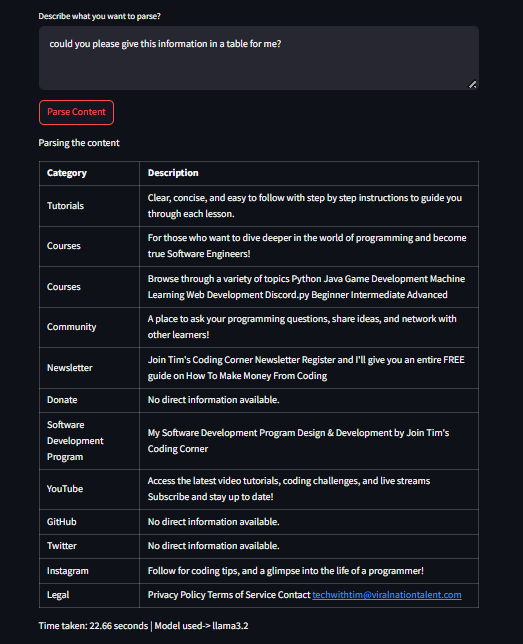 Describe what you want to parse?
could you please give this information in a table for me?
Parse Content
Parsing the content
Category Description
Tutorials Clear, concise, and easy to follow with step by step instructions to guide you
through each lesson.
Courses For those who want to dive deeper in the world of programming and become
true Software Engineers!
Courses Browse through a variety of topics Python Java Game Development Machine
Learning Web Development Discord.py Beginner Intermediate Advanced
Community A place to ask your programming questions, share ideas, and network with
other learners!
Newsletter Join Tim's Coding Corner Newsletter Register and I'll give you an entire FREE
guide on How To Make Money From Coding
Donate No direct information available.
Software
Development
Program
My Software Development Program Design & Development by Join Tim's
Coding Corner
YouTube Access the latest video tutorials, coding challenges, and live streams
Subscribe and stay up to date!
GitHub No direct information available.
Twitter No direct information available.
Instagram Follow for coding tips, and a glimpse into the life of a programmer!
Legal Privacy Policy Terms of Service Contact techwithtim@viralnationtalent.com
Time taken: 22.66 seconds | Model used-> llama3.2